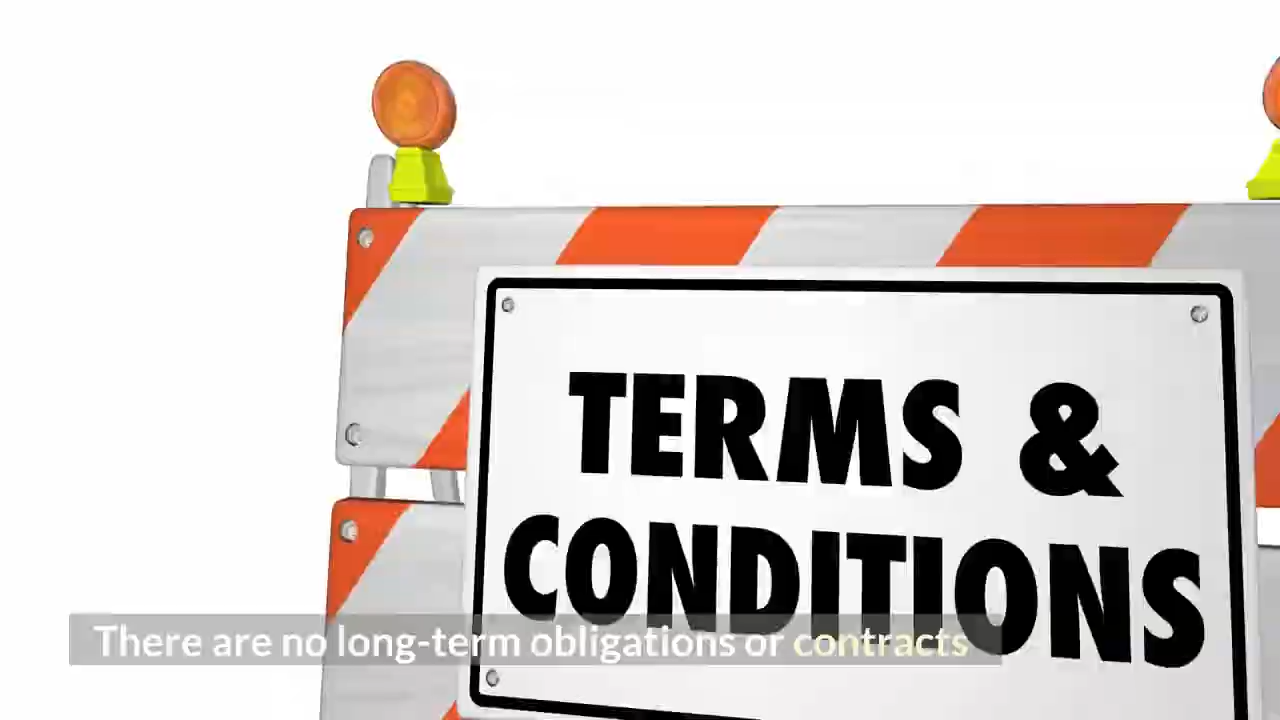 TERMS &
CONDITIONS
There are no long-term obligations or contracts